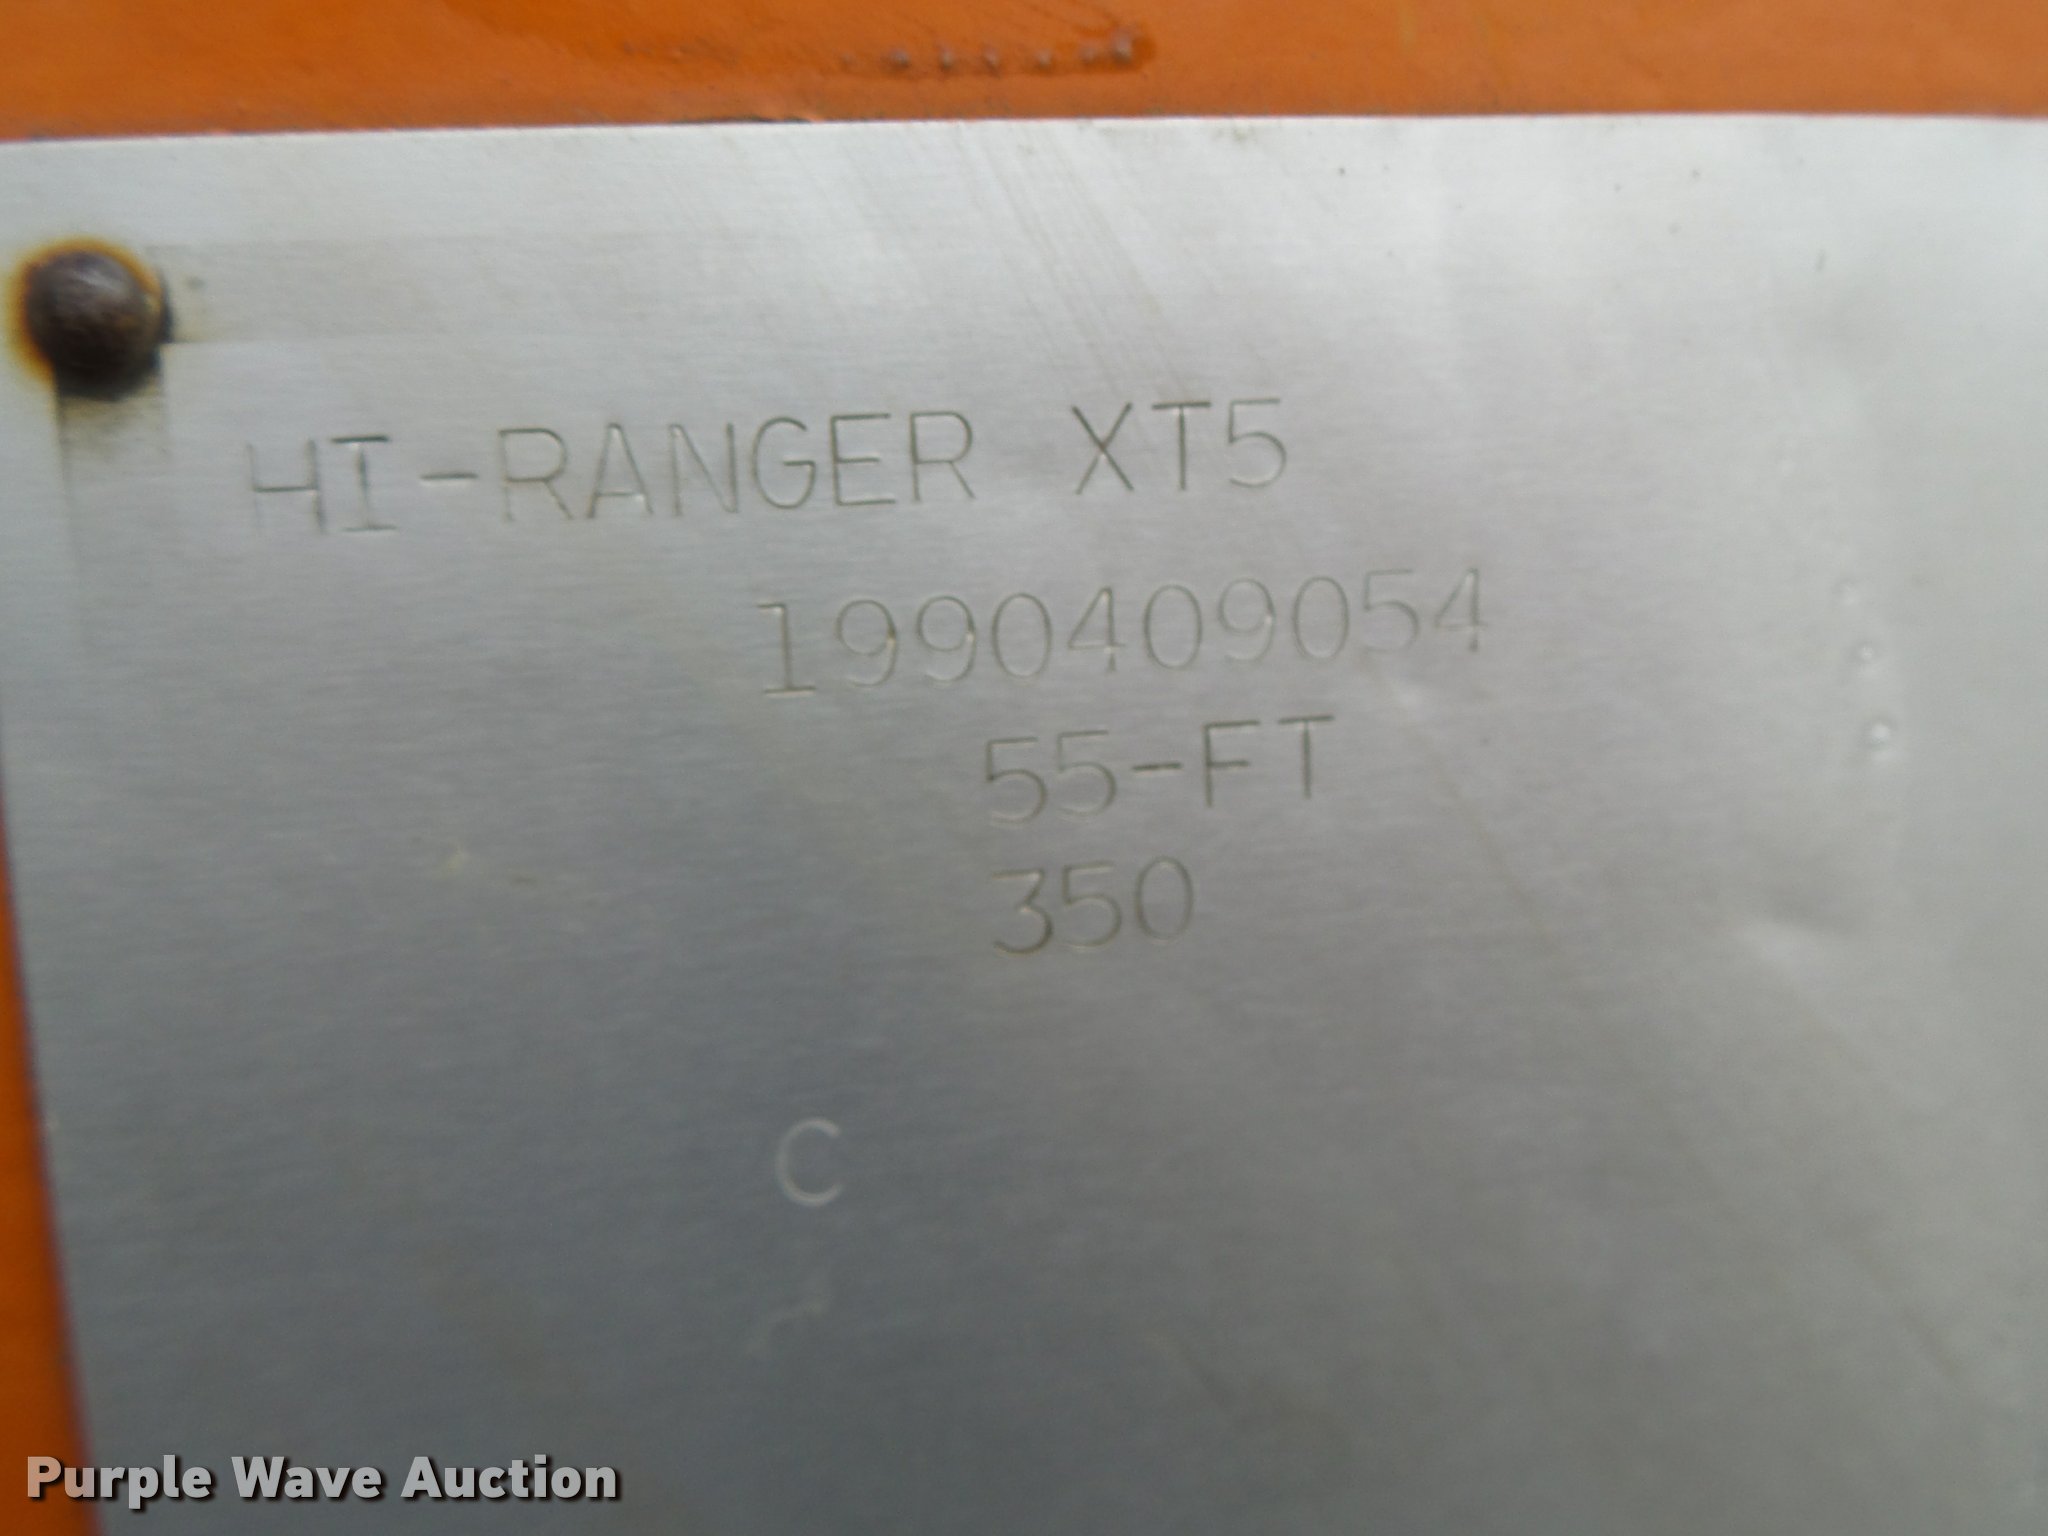 HI-RANGER XT5
1990409054
55-FT
350
C
Purple Wave Auction